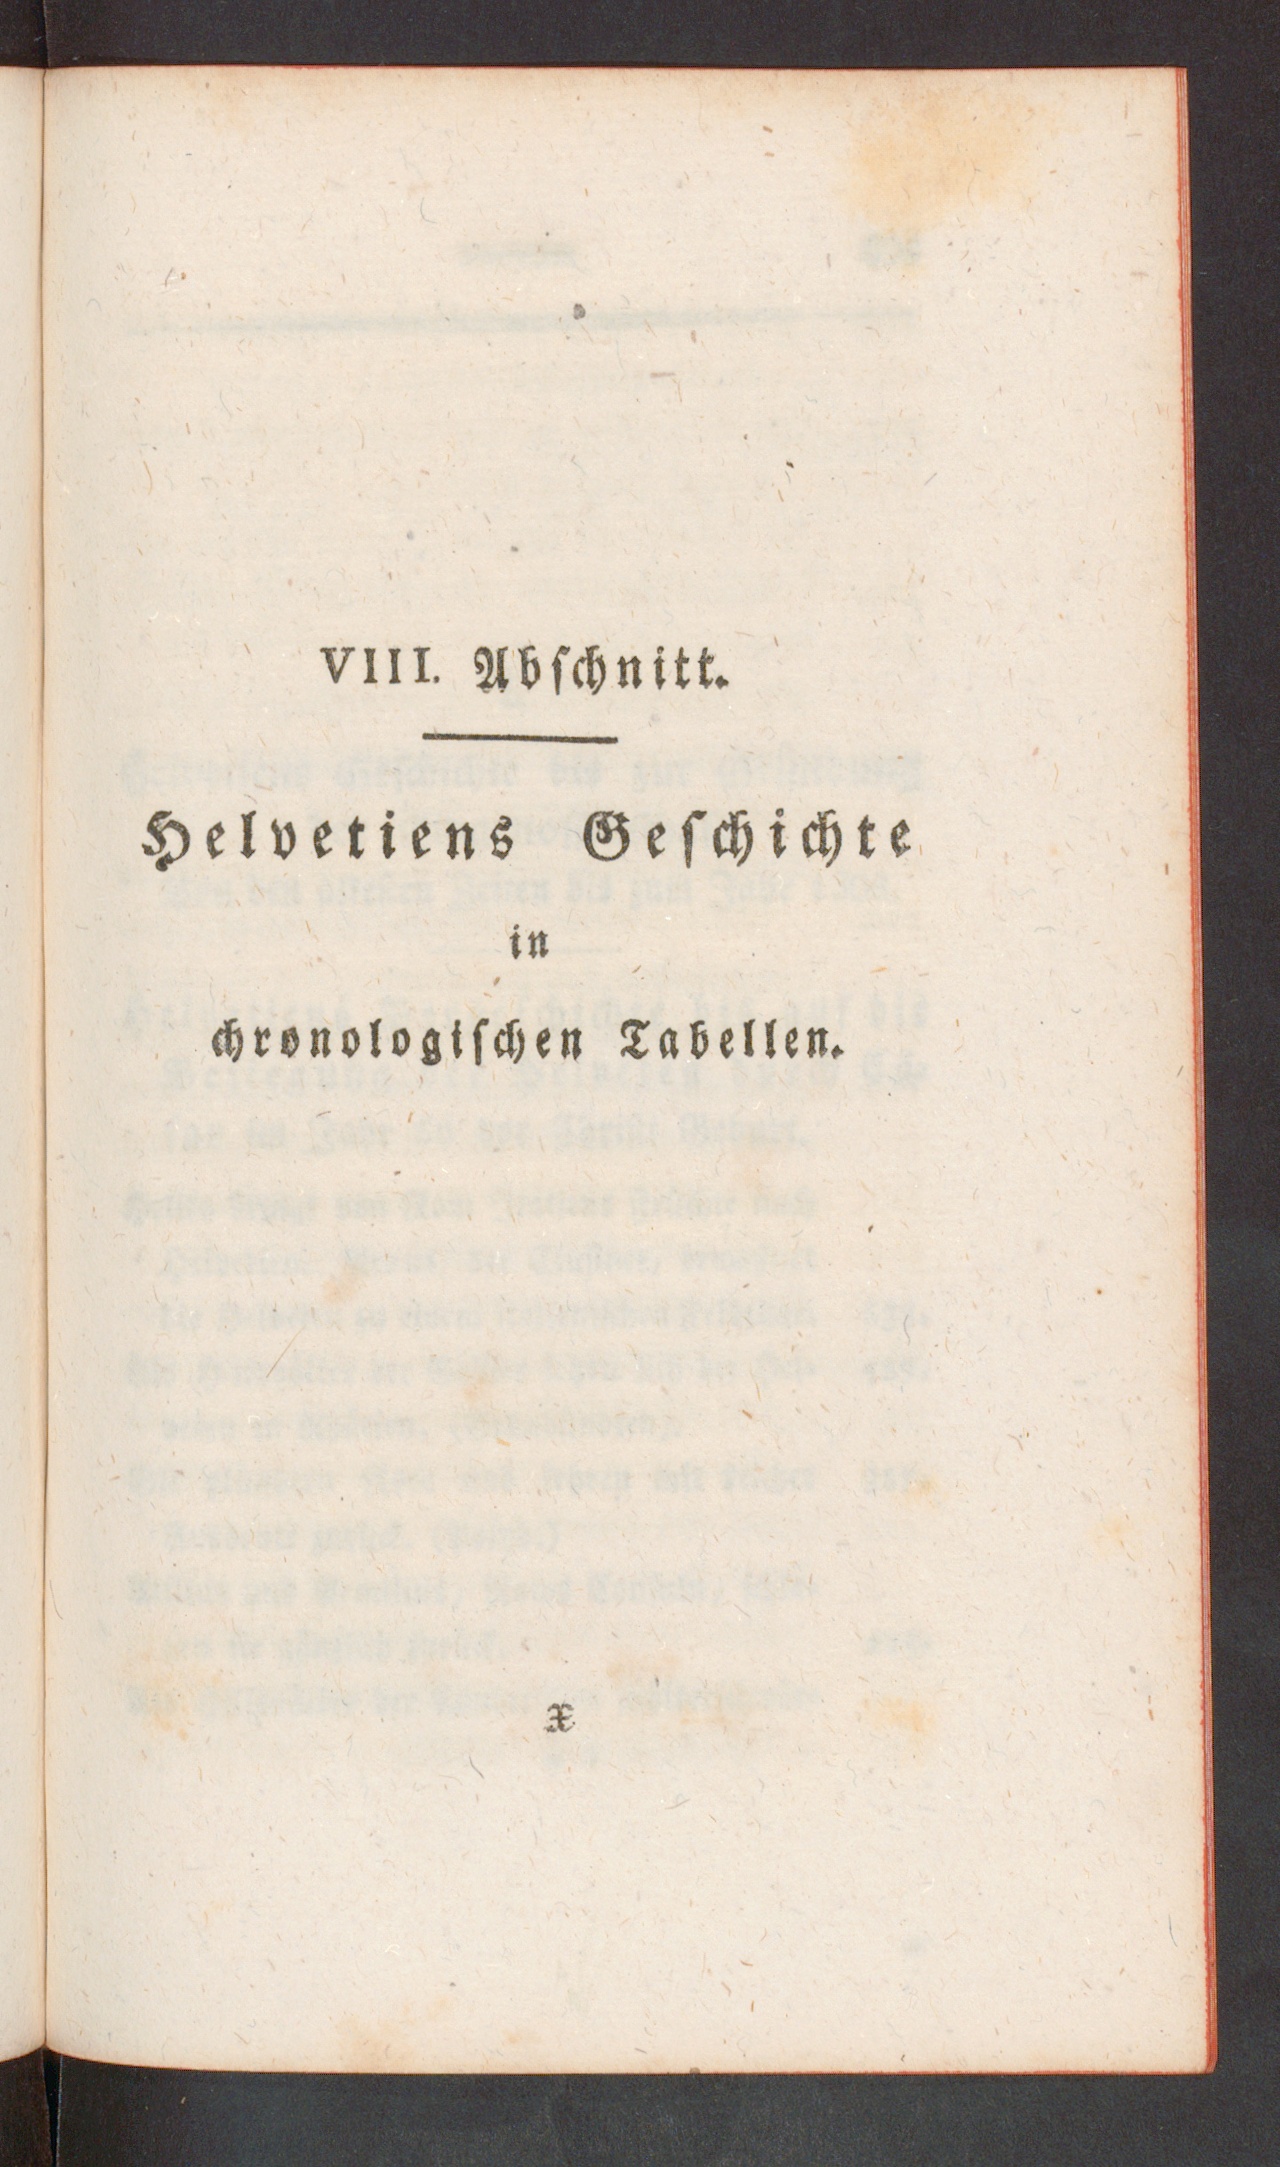 VIII. Abſchnitt.
Helvetiens Geſchichte
in
chronologiſchen Tabellen.
X